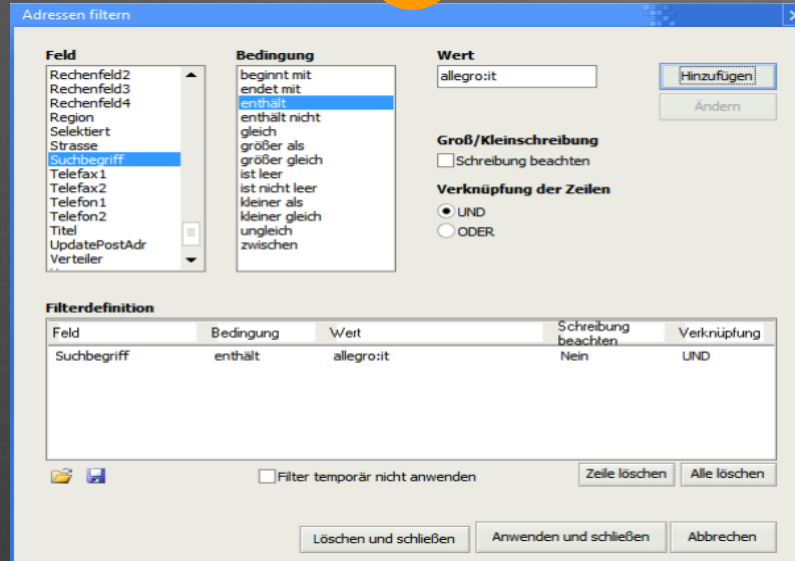 Adressen filtern
Feld
Rechenfeld2
Rechenfeld3
Rechenfeld4
Region
Selektiert
Strasse
Suchbegriff
Telefax1
Telefax2
Telefon1
Telefon2
Titel
UpdatePostAdr
Verteiler
Bedingung
beginnt mit
endet mit
enthält
enthält nicht
gleich
größer als
größer gleich
ist leer
ist nicht leer
kleiner als
kleiner gleich
ungleich
zwischen
Wert
allegro:it
Hinzufügen
Ändern
Groß/Kleinschreibung
Schreibung beachten
Verknüpfung der Zeilen
UND
ODER
Filterdefinition
Feld Bedingung Wert Schreibung beachten Verknüpfung
Suchbegriff enthält allegro:it Nein UND
Filter temporär nicht anwenden
Zeile löschen
Alle löschen
Löschen und schließen
Anwenden und schließen
Abbrechen